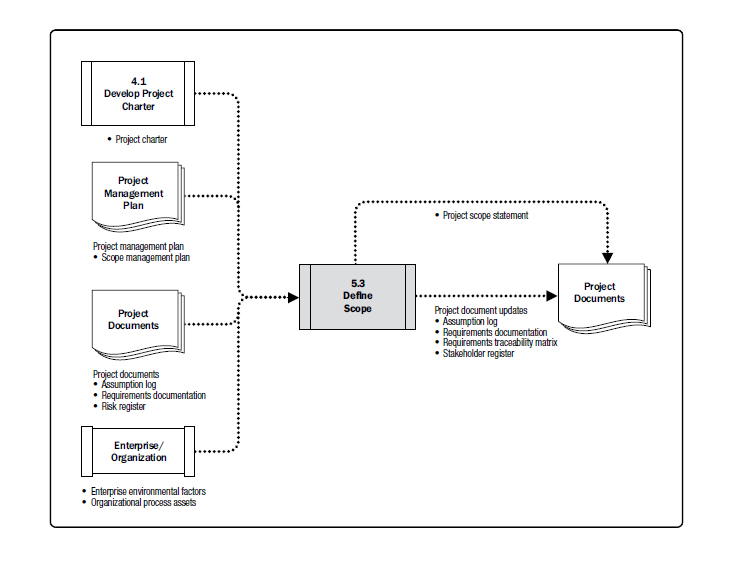 4.1
Develop Project
Charter
• Project charter
Project
Management
Plan
Project management plan
• Scope management plan
Project
Documents
Project documents
• Assumption log
• Requirements documentation
• Risk register
Enterprise/
Organization
• Enterprise environmental factors
• Organizational process assets
5.3
Define
Scope
• Project scope statement
Project document updates
• Assumption log
• Requirements documentation
• Requirements traceability matrix
• Stakeholder register
Project
Documents